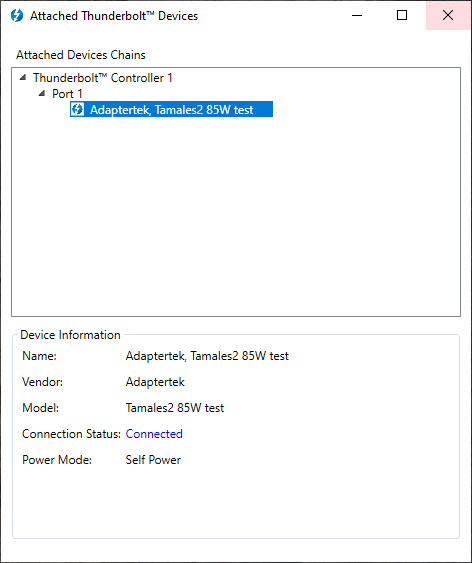 Attached Thunderbolt™ Devices
Attached Devices Chains
Thunderbolt™ Controller 1
Port 1
Adaptertek, Tamales2 85W test
Device Information
Name: Adaptertek, Tamales2 85W test
Vendor: Adaptertek
Model: Tamales2 85W test
Connection Status: Connected
Power Mode: Self Power